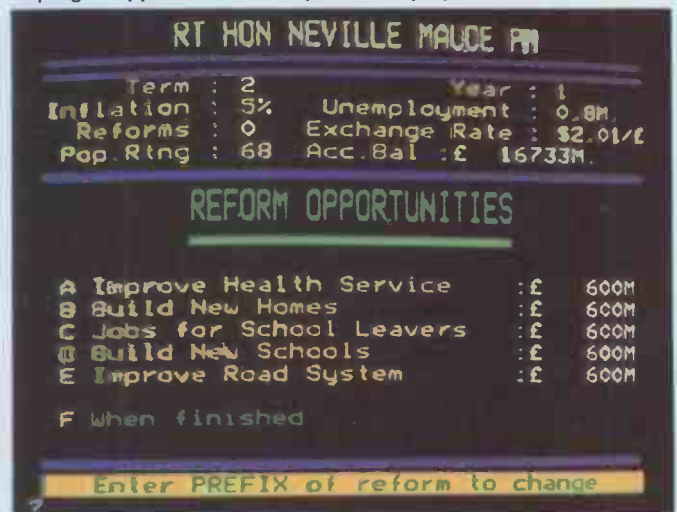 RT HON NEVILLE MAUDE PM
Term : 2 Year : 1
Inflation : 5% Unemployment : 0.8M.
Reforms : 0 Exchange Rate : $2.01/£
Pop.Rtng : 68 Acc.Bal :£ 16733M.
REFORM OPPORTUNITIES
A Improve Health Service :£ 600M
B Build New Homes :£ 600M
C Jobs for School Leavers :£ 600M
D Build New Schools :£ 600M
E Improve Road System :£ 600M
F When finished
Enter PREFIX of reform to change
?